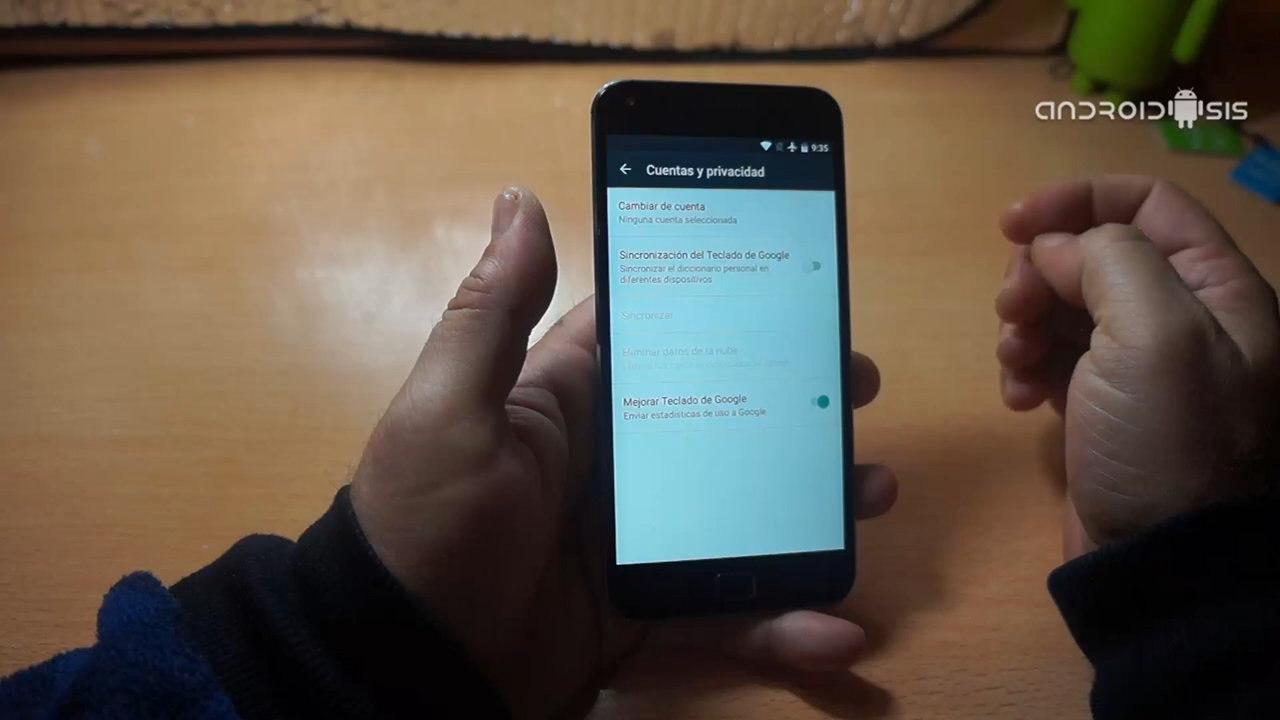 ANDROIDSIS
9:35
Cuentas y privacidad
Cambiar de cuenta
Ninguna cuenta seleccionada
Sincronización del Teclado de Google
Sincronizar el diccionario personal en
diferentes dispositivos
Sincronizar
Eliminar datos de la nube
Mejorar Teclado de Google
Enviar estadísticas de uso a Google